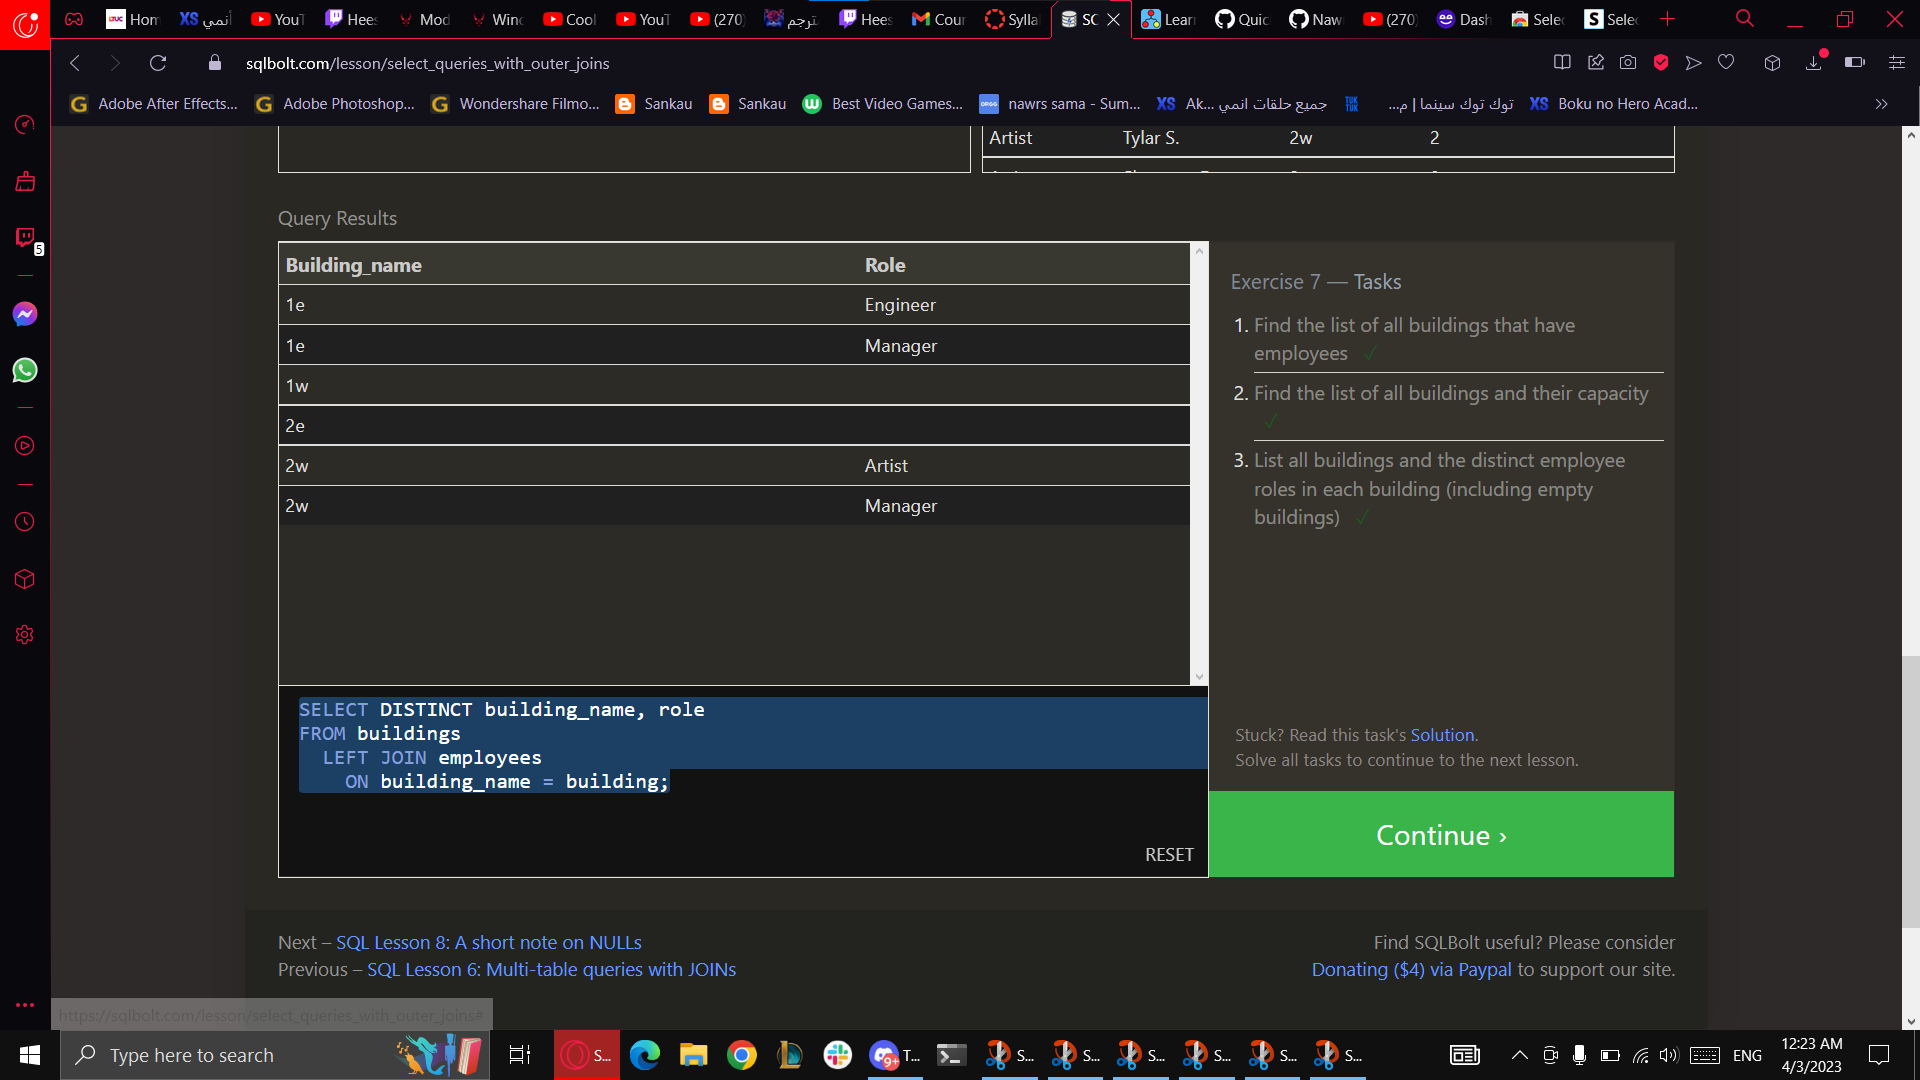 Hom
XS أنمي
YouT
Hees
Mod
Winc
Cool
YouT
(270)
مترجم
Hees
Cour
Sylla
SC
Learn
Quic
Naw
(270)
Dash
Selec
S Selec
sqlbolt.com/lesson/select_queries_with_outer_joins
Adobe After Effects...
Adobe Photoshop...
Wondershare Filmo...
Sankau
Sankau
Best Video Games...
OP.GG nawrs sama - Sum...
XS جميع حلقات انمي Ak...
TUK TUK توك توك سينما | م...
XS Boku no Hero Acad...
5
Artist Tylar S. 2w 2
Query Results
Building_name Role
1e Engineer
1e Manager
1w
2e
2w Artist
2w Manager
SELECT DISTINCT building_name, role
FROM buildings
LEFT JOIN employees
ON building_name = building;
RESET
Exercise 7 — Tasks
1. Find the list of all buildings that have
employees ✓
2. Find the list of all buildings and their capacity
✓
3. List all buildings and the distinct employee
roles in each building (including empty
buildings) ✓
Stuck? Read this task's Solution.
Solve all tasks to continue to the next lesson.
Continue ›
Next – SQL Lesson 8: A short note on NULLs
Previous – SQL Lesson 6: Multi-table queries with JOINs
Find SQLBolt useful? Please consider
Donating ($4) via Paypal to support our site.
https://sqlbolt.com/lesson/select_queries_with_outer_joins#
Type here to search
S...
9+
T...
S...
S...
S...
S...
S...
S...
ENG
12:23 AM
4/3/2023